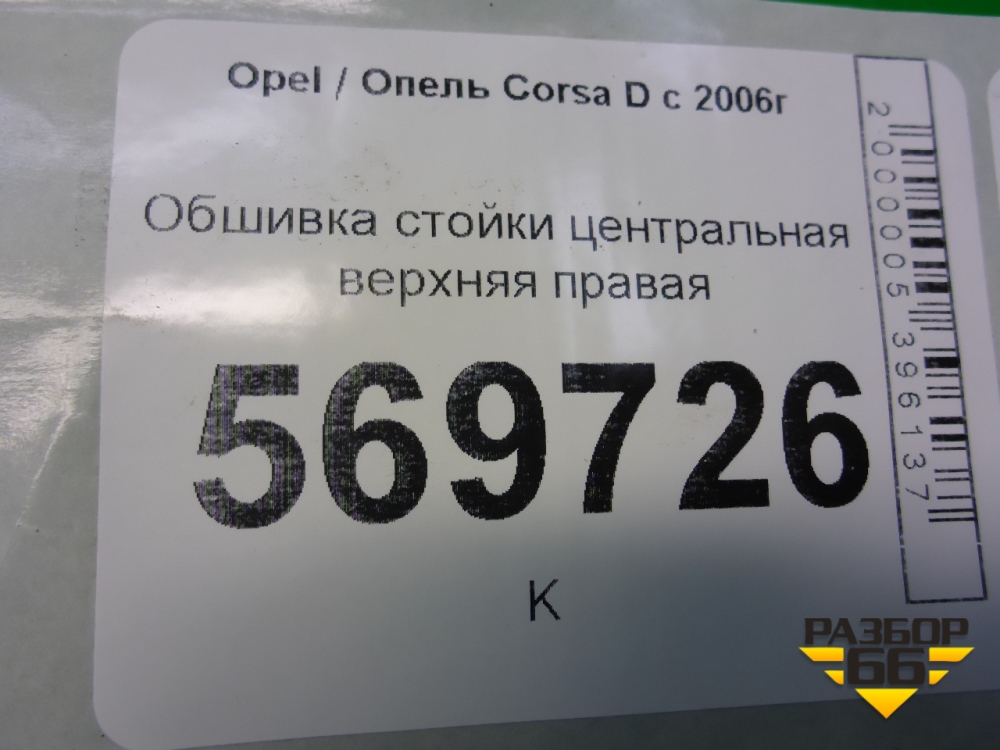 Opel / Опель Corsa D с 2006г
Обшивка стойки центральная
верхняя правая
569726
К
2000005396137
РАЗБОР
66